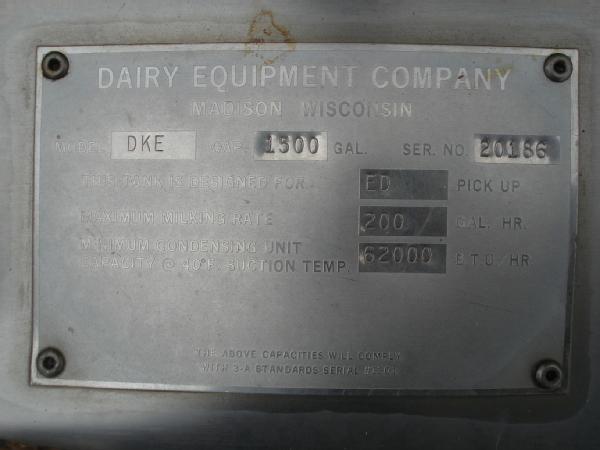 DAIRY EQUIPMENT COMPANY
MADISON WISCONSIN
MODEL DKE CAP. 1500 GAL. SER. NO. 20186
THIS TANK IS DESIGNED FOR ED PICK UP
MAXIMUM MILKING RATE 200 / GAL. HR.
MINIMUM CONDENSING UNIT
CAPACITY @ 40°F. SUCTION TEMP. 62000 B.T.U/HR
THE ABOVE CAPACITIES WILL COMPLY
WITH 3-A STANDARDS SERIAL